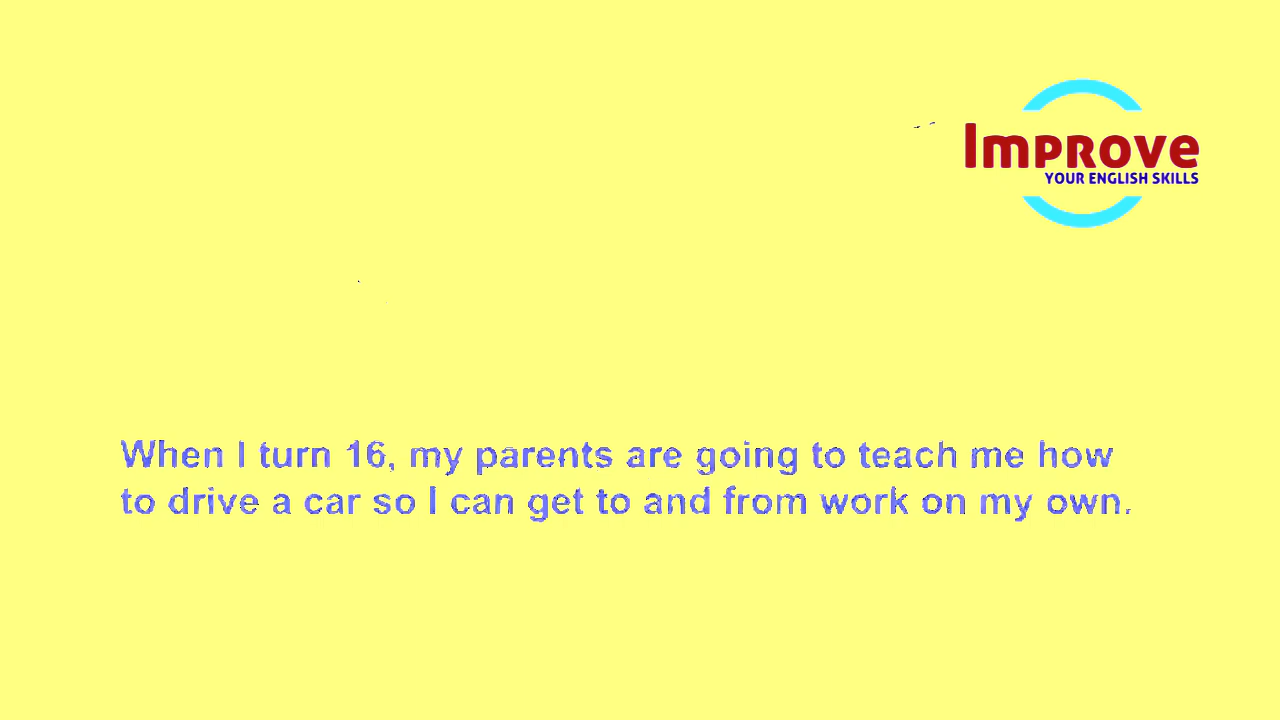 Improve
YOUR ENGLISH SKILLS
When I turn 16, my parents are going to teach me how
to drive a car so I can get to and from work on my own.